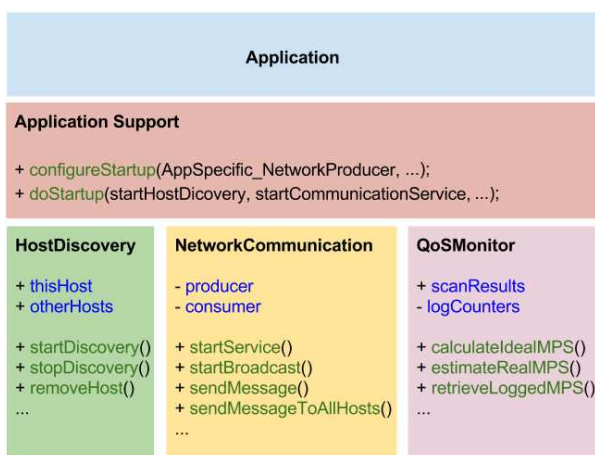 Application
Application Support
+ configureStartup(AppSpecific_NetworkProducer, ...);
+ doStartup(startHostDicovery, startCommunicationService, ...);
HostDiscovery
+ thisHost
+ otherHosts
+ startDiscovery()
+ stopDiscovery()
+ removeHost()
...
NetworkCommunication
- producer
- consumer
+ startService()
+ startBroadcast()
+ sendMessage()
+ sendMessageToAllHosts()
...
QoSMonitor
+ scanResults
- logCounters
+ calculateIdealMPS()
+ estimateRealMPS()
+ retrieveLoggedMPS()
...